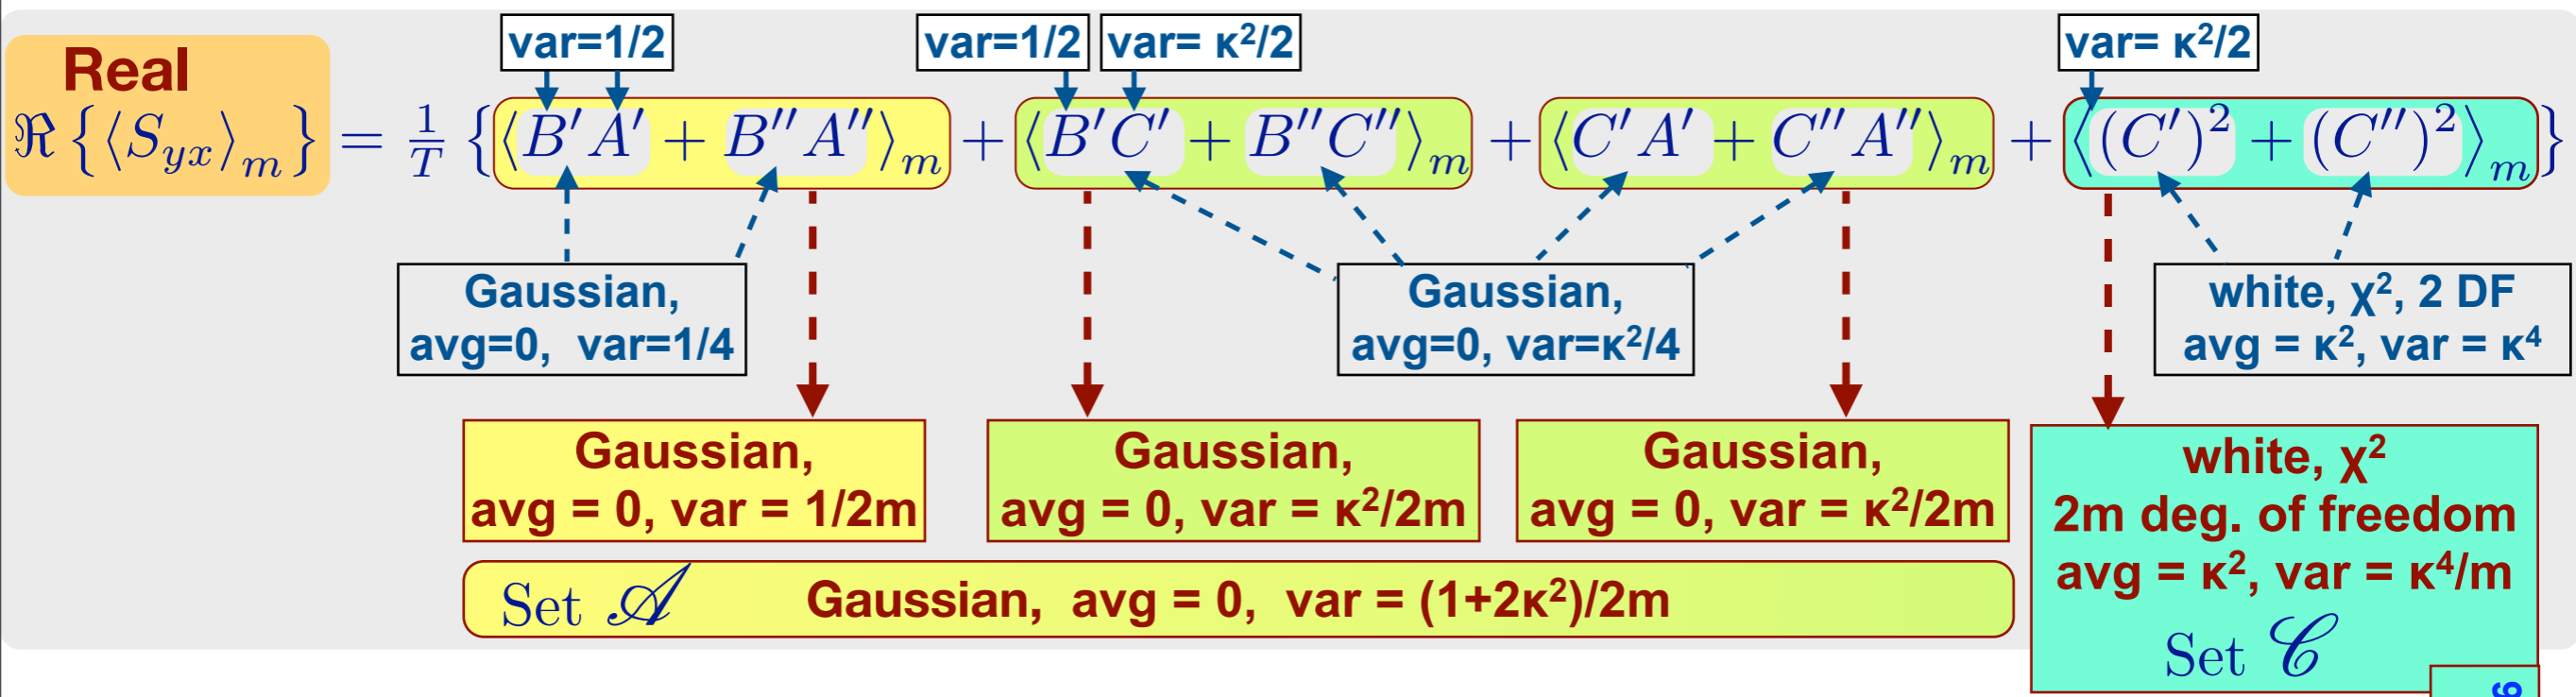 var=1/2
var=1/2
var= κ²/2
var= κ²/2
Real
ℜ{⟨S_yx⟩_m} = 1/T {⟨B′A′ + B″A″⟩_m + ⟨B′C′ + B″C″⟩_m + ⟨C′A′ + C″A″⟩_m + ⟨(C′)² + (C″)²⟩_m}
Gaussian,
avg=0, var=1/4
Gaussian,
avg=0, var=κ²/4
white, χ², 2 DF
avg = κ², var = κ⁴
Gaussian,
avg = 0, var = 1/2m
Gaussian,
avg = 0, var = κ²/2m
Gaussian,
avg = 0, var = κ²/2m
white, χ²
2m deg. of freedom
avg = κ², var = κ⁴/m
Set 𝒞
Set 𝒜 Gaussian, avg = 0, var = (1+2κ²)/2m